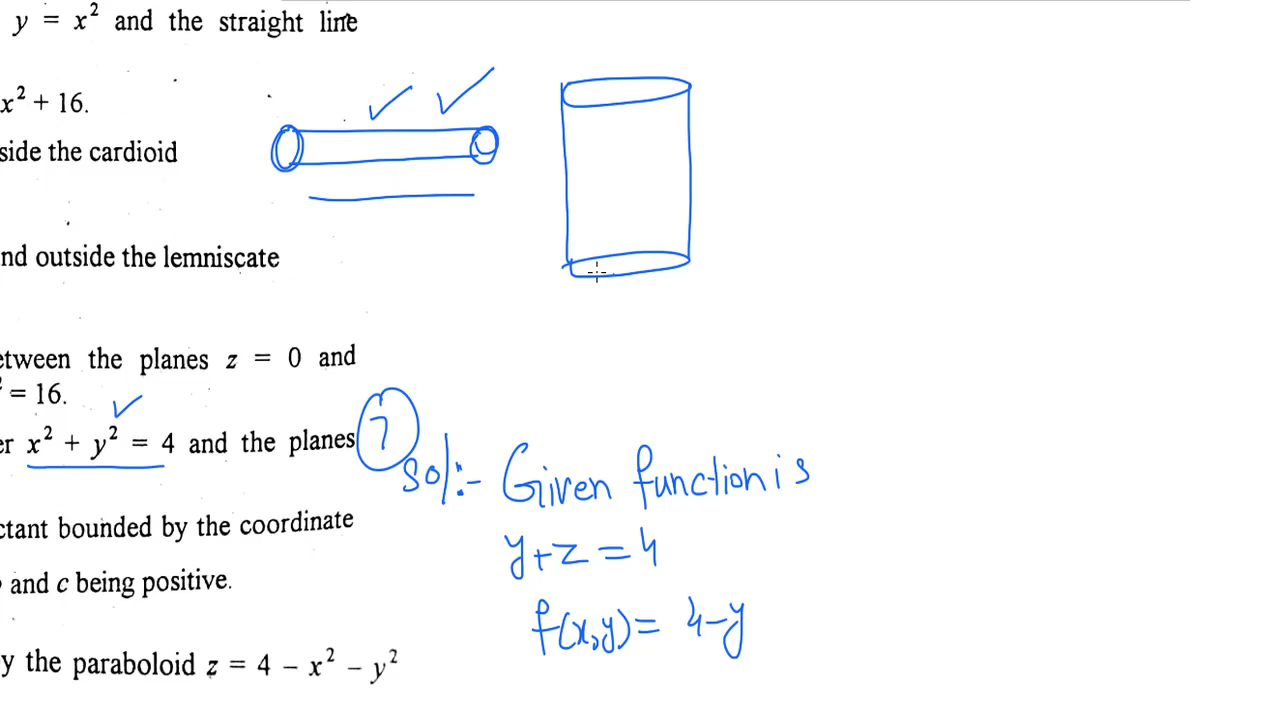 y = x² and the straight line
x² + 16.
side the cardioid
nd outside the lemniscate
etween the planes z = 0 and
² = 16.
er x² + y² = 4 and the planes
7
Sol:- Given function is
y+z=4
f(x,y)= 4-y
ctant bounded by the coordinate
and c being positive.
y the paraboloid z = 4 − x² − y²